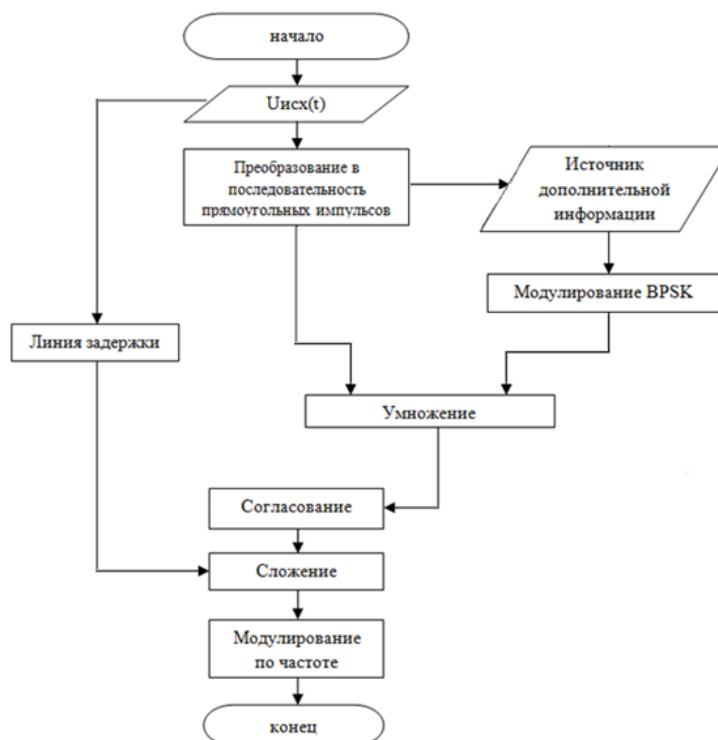 начало
Uисх(t)
Преобразование в
последовательность
прямоугольных импульсов
Источник
дополнительной
информации
Модулирование BPSK
Линия задержки
Умножение
Согласование
Сложение
Модулирование
по частоте
конец